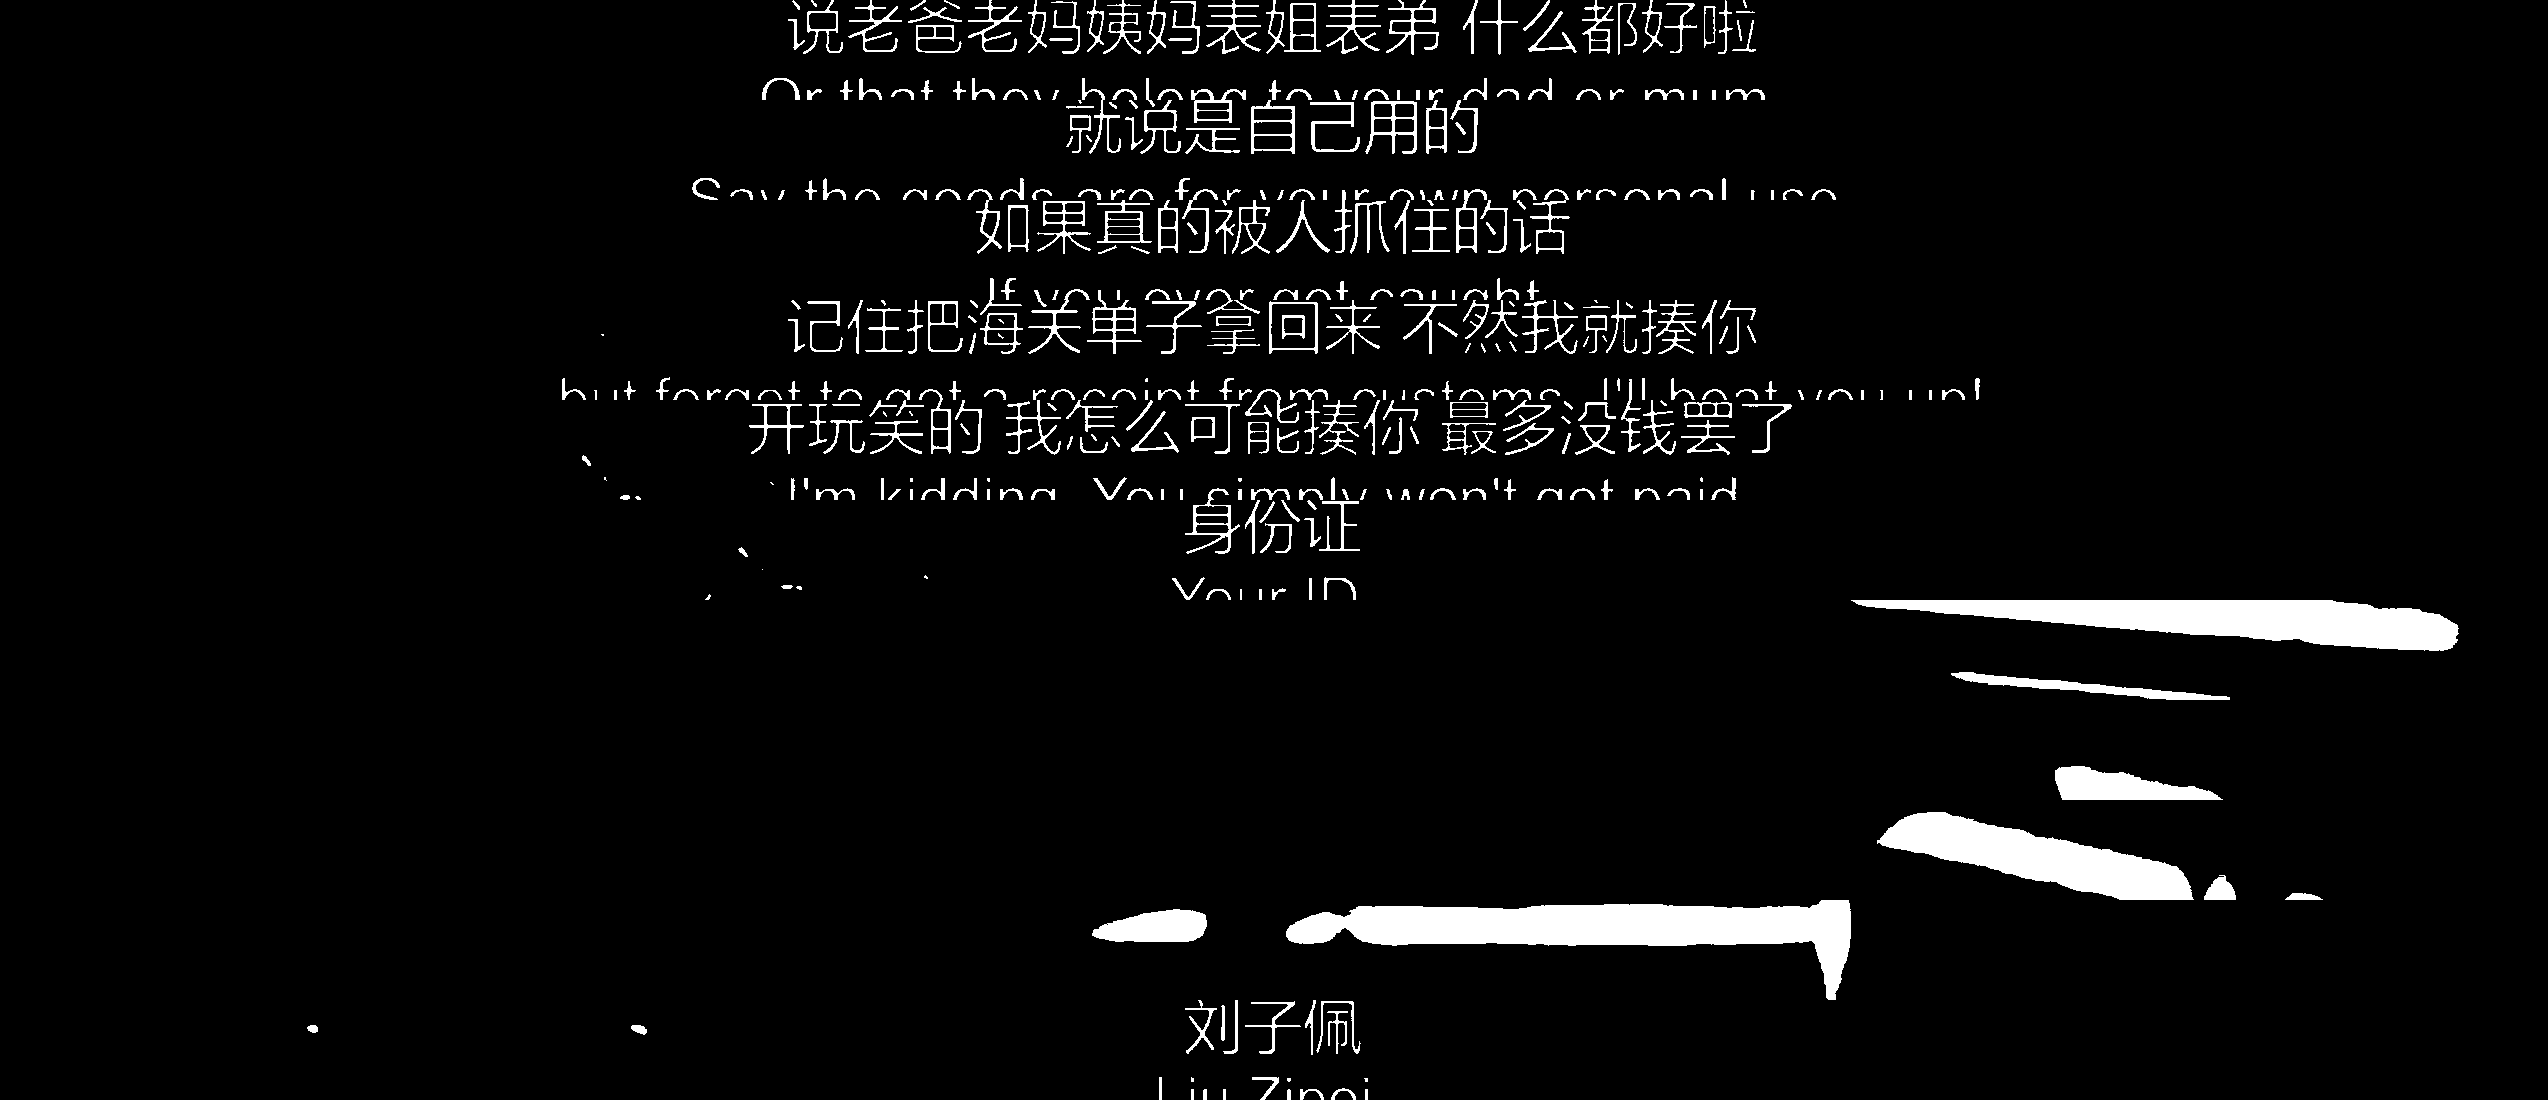 说老爸老妈姨妈表姐表弟 什么都好啦
Or that they belong to your dad or mum
就说是自己用的
Say the goods are for your own personal use
如果真的被人抓住的话
If you ever get caught
记住把海关单子拿回来 不然我就揍你
but forget to get a receipt from customs, I'll beat you up!
开玩笑的 我怎么可能揍你 最多没钱罢了
I'm kidding. You simply won't get paid
身份证
Your ID
刘子佩
Liu Zipei